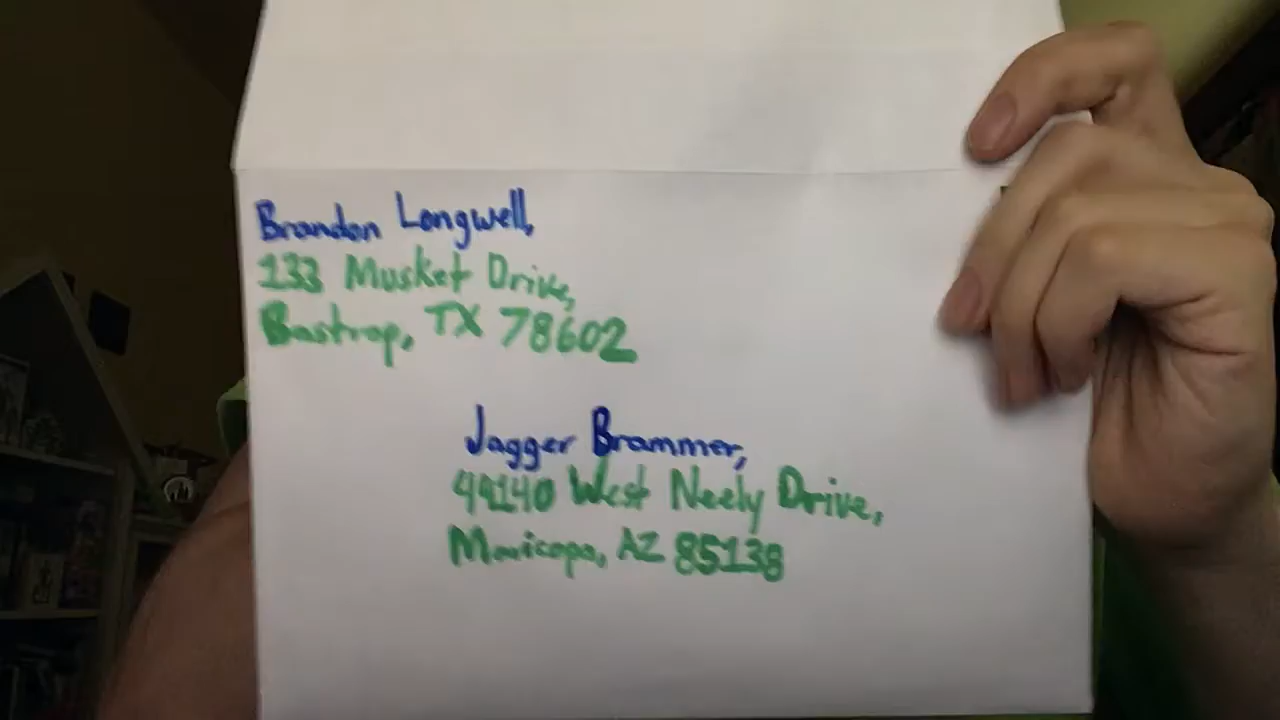 Brandon Longwell,
133 Musket Drive,
Bastrop, TX 78602
Jagger Brammer,
44140 West Neely Drive,
Maricopa, AZ 85138